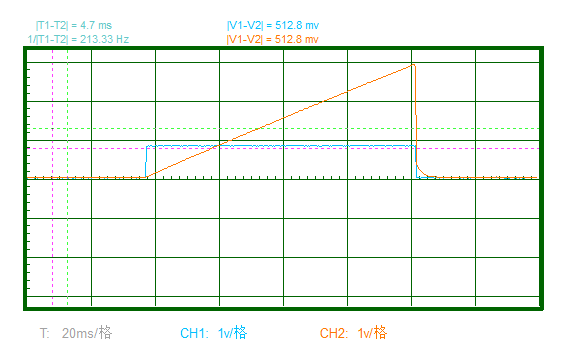 |T1-T2| = 4.7 ms |V1-V2| = 512.8 mv
1/|T1-T2| = 213.33 Hz |V1-V2| = 512.8 mv
T: 20ms/格 CH1: 1v/格 CH2: 1v/格